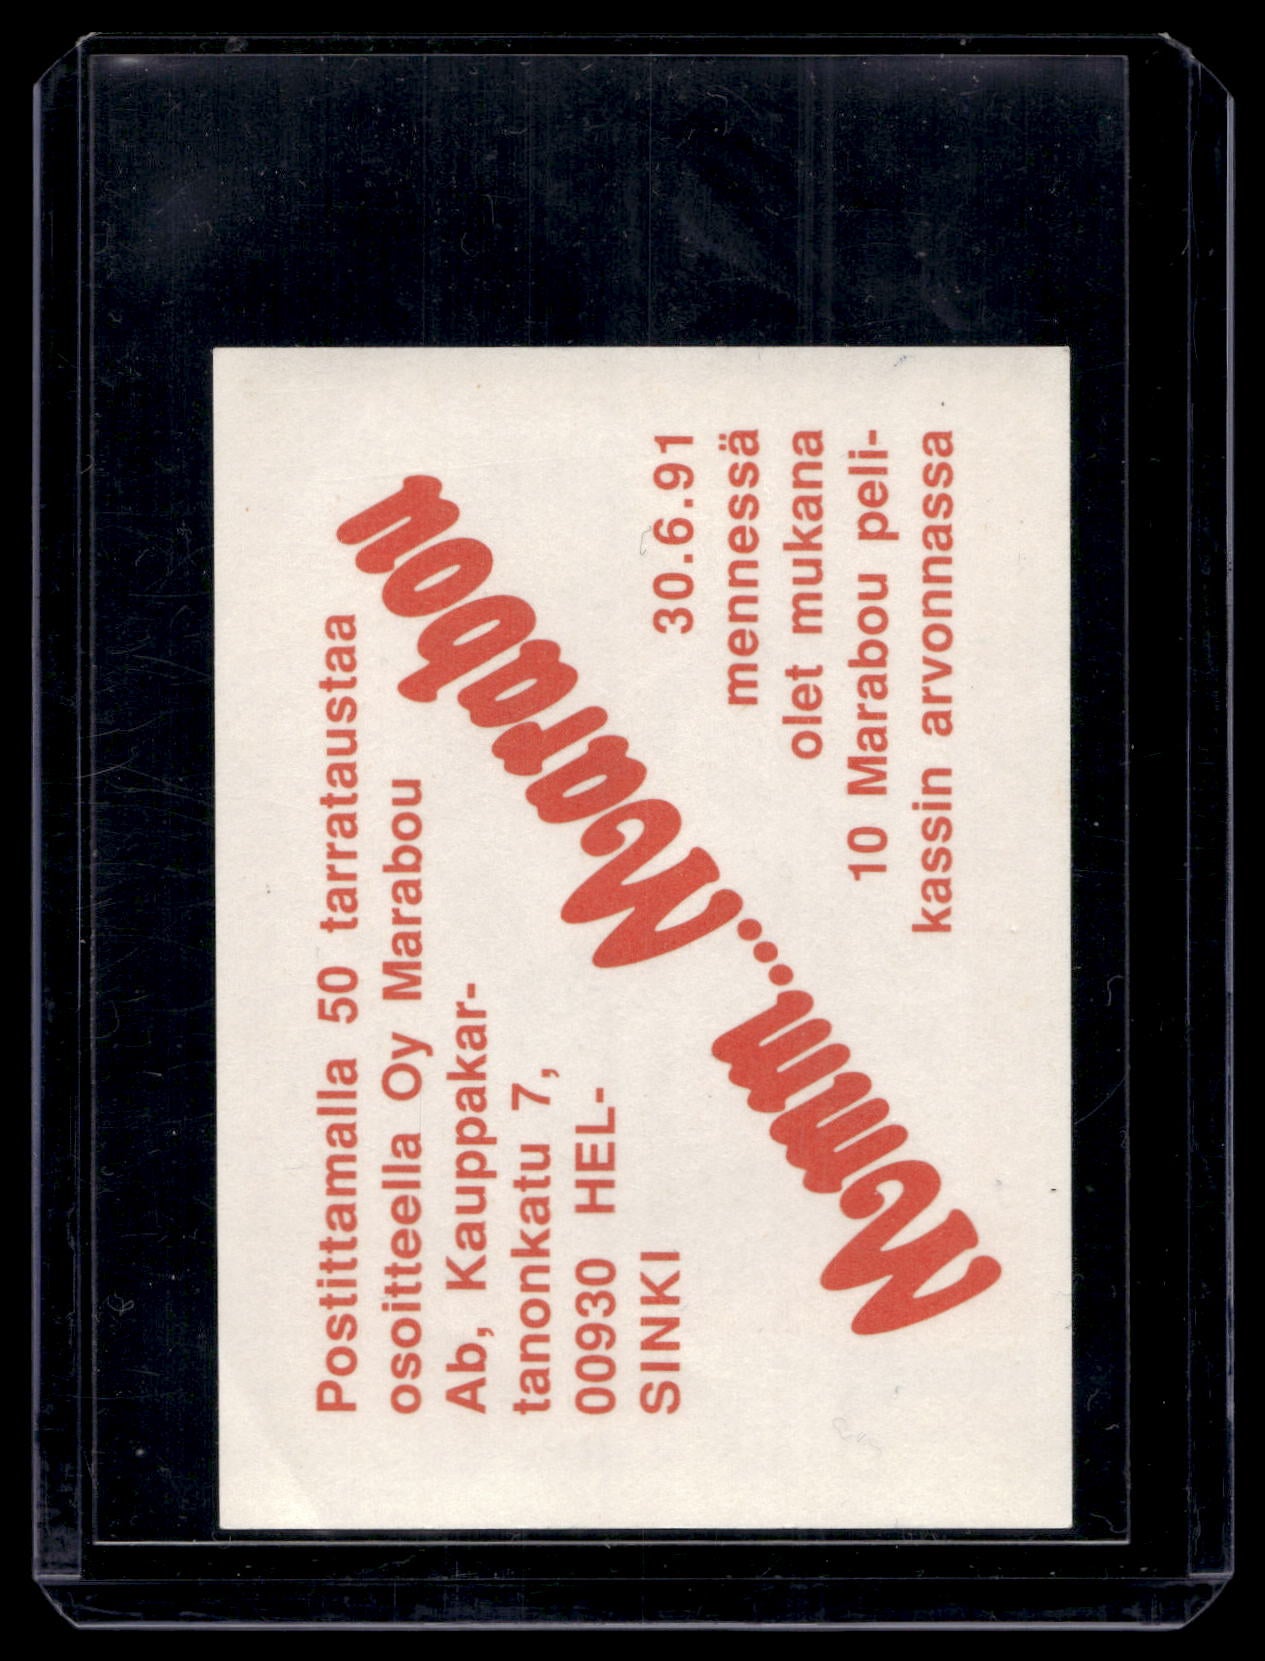 Postittamalla 50 tarrataustaa
osoitteella Oy Marabou
Ab, Kauppakar-
tanonkatu 7,
00930 HEL-
SINKI
Mmm...Marabou
30.6.91
mennessä
olet mukana
10 Marabou peli-
kassin arvonnassa